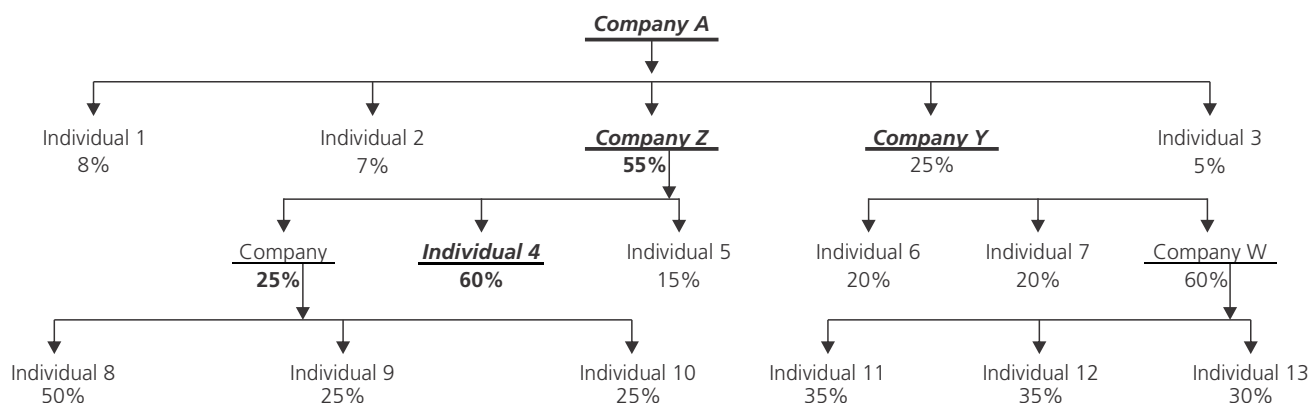 Company A
Individual 1
8%
Individual 2
7%
Company Z
55%
Company Y
25%
Individual 3
5%
Company
25%
Individual 4
60%
Individual 5
15%
Individual 6
20%
Individual 7
20%
Company W
60%
Individual 8
50%
Individual 9
25%
Individual 10
25%
Individual 11
35%
Individual 12
35%
Individual 13
30%